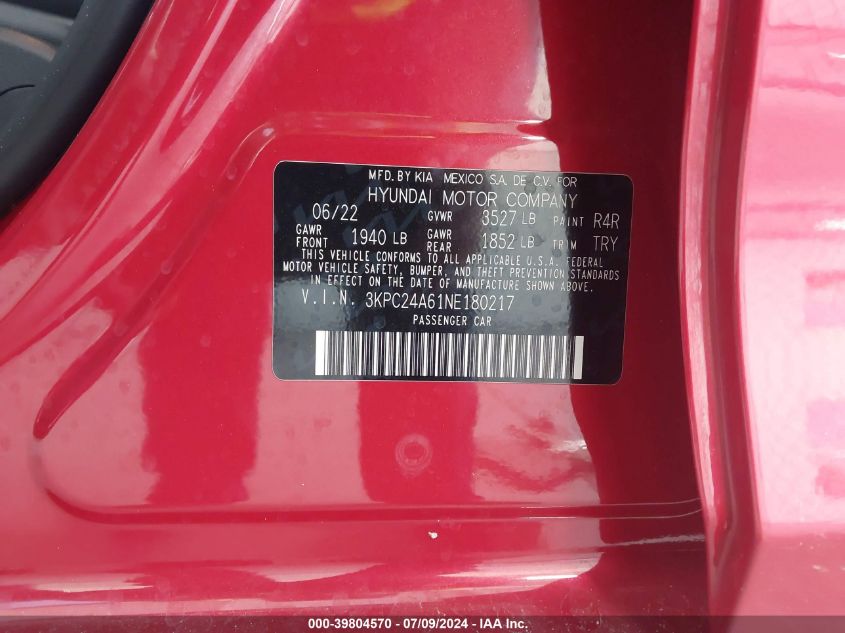 MFD. BY KIA MEXICO S.A. DE C.V. FOR
HYUNDAI MOTOR COMPANY
06/22 GVWR 3527 LB PAINT R4R
GAWR FRONT 1940 LB GAWR REAR 1852 LB TRIM TRY
THIS VEHICLE CONFORMS TO ALL APPLICABLE U.S.A. FEDERAL
MOTOR VEHICLE SAFETY, BUMPER, AND THEFT PREVENTION STANDARDS
IN EFFECT ON THE DATE OF MANUFACTURE SHOWN ABOVE.
V.I.N. 3KPC24A61NE180217
PASSENGER CAR
000-39804570 - 07/09/2024 - IAA Inc.